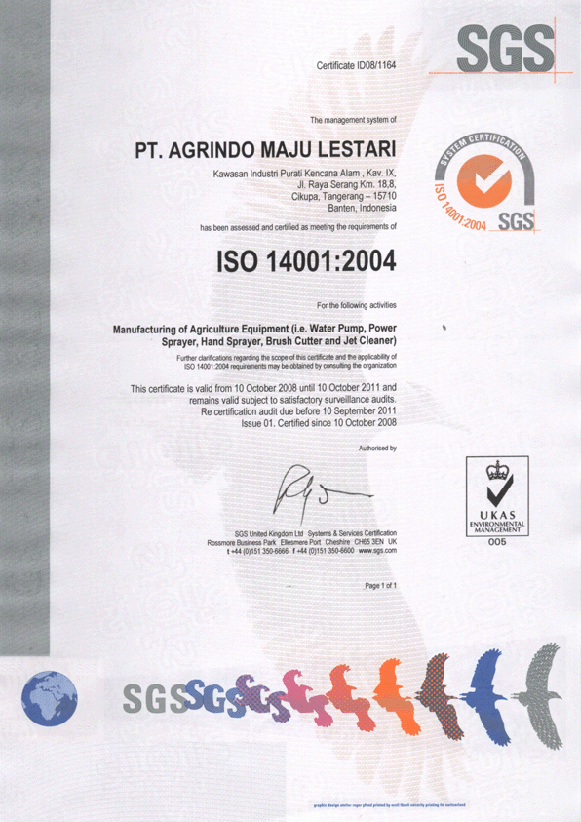 SGS
Certificate ID08/1164
The management system of
PT. AGRINDO MAJU LESTARI
Kawasan Industri Purati Kencana Alam , Kav. IX,
Jl. Raya Serang Km. 18,8,
Cikupa, Tangerang – 15710
Banten, Indonesia
has been assessed and certified as meeting the requirements of
SYSTEM CERTIFICATION
ISO 14001:2004
SGS
ISO 14001:2004
For the following activities
Manufacturing of Agriculture Equipment (i.e. Water Pump, Power
Sprayer, Hand Sprayer, Brush Cutter and Jet Cleaner)
Further clarifications regarding the scope of this certificate and the applicability of
ISO 14001:2004 requirements may be obtained by consulting the organization
This certificate is valid from 10 October 2008 until 10 October 2011 and
remains valid subject to satisfactory surveillance audits.
Re certification audit due before 10 September 2011
Issue 01. Certified since 10 October 2008
Authorised by
SGS United Kingdom Ltd Systems & Services Certification
Rossmore Business Park Ellesmere Port Cheshire CH65 3EN UK
t +44 (0)151 350-6666 f +44 (0)151 350-6600 www.sgs.com
UKAS
ENVIRONMENTAL
MANAGEMENT
005
Page 1 of 1
SGSSGS